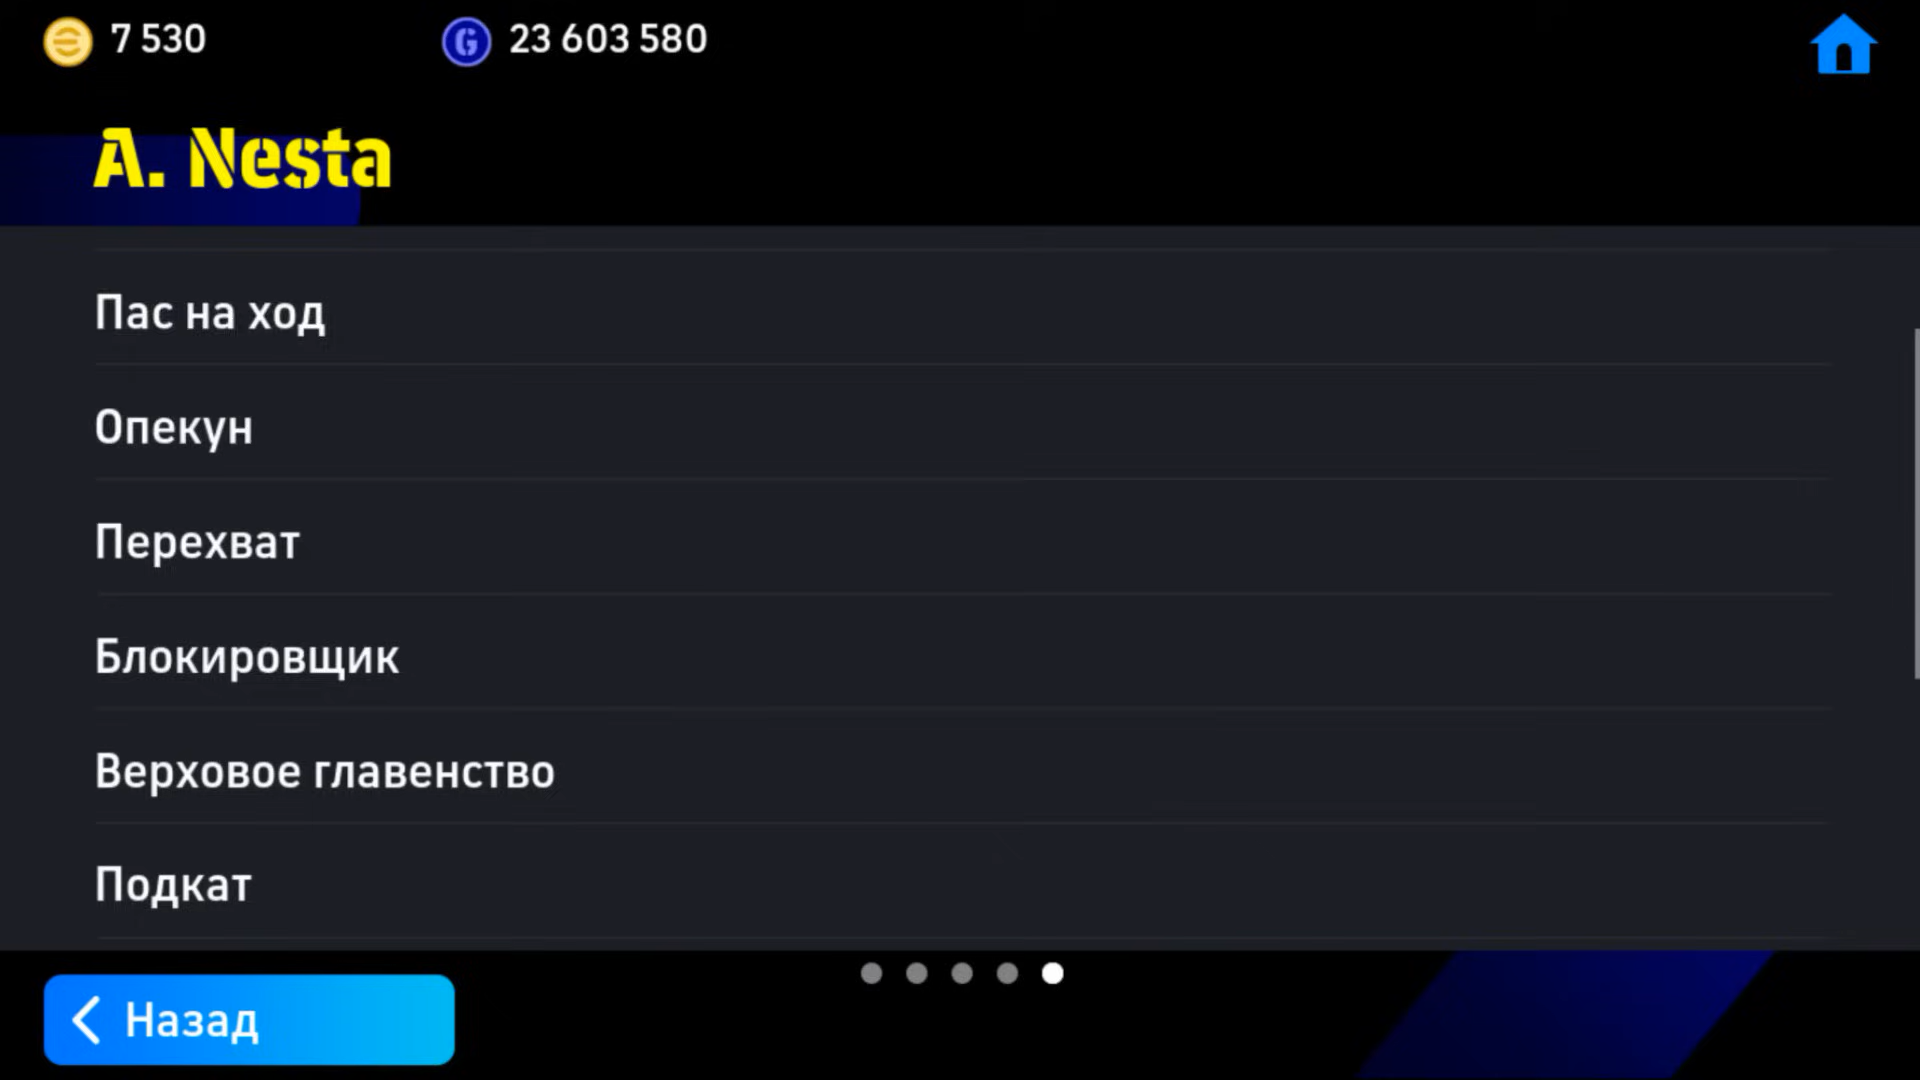 7 530
23 603 580
A. Nesta
Пас на ход
Опекун
Перехват
Блокировщик
Верховое главенство
Подкат
Назад